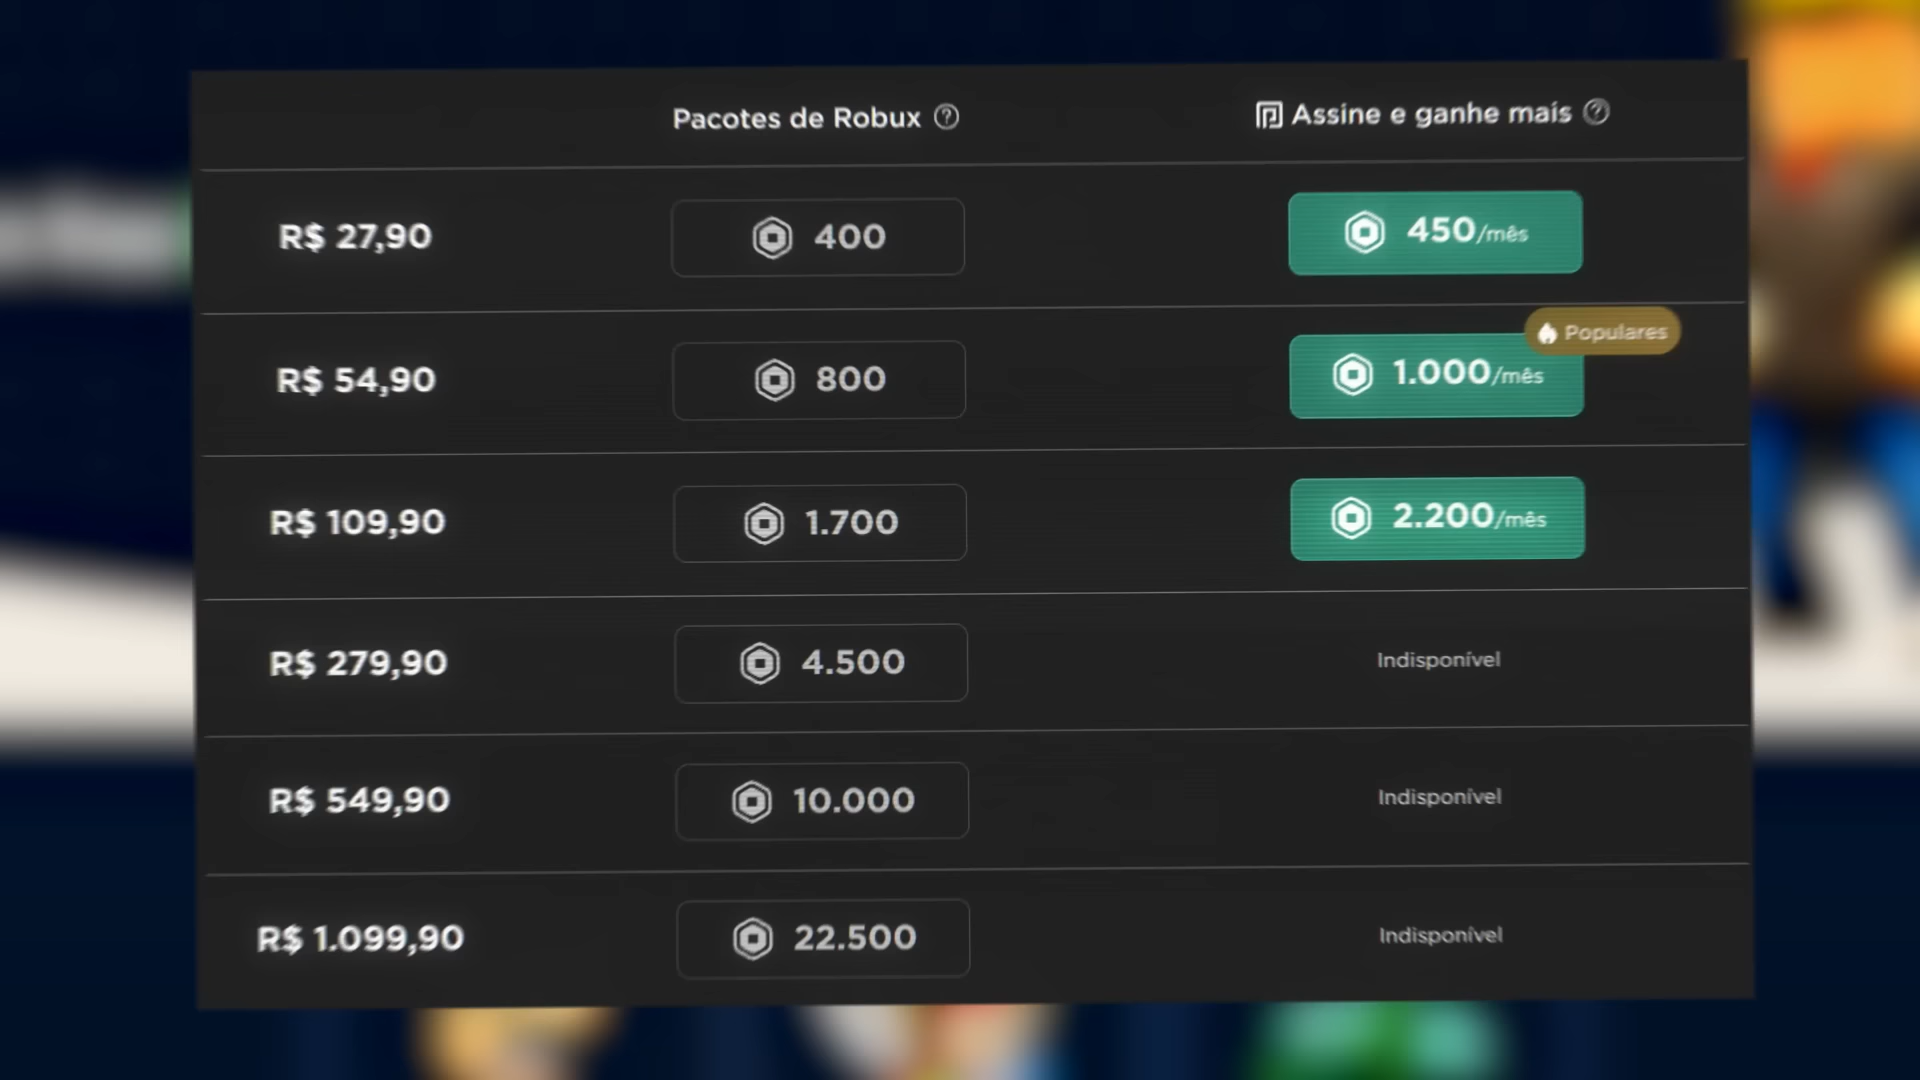 Pacotes de Robux ?
Assine e ganhe mais ?
R$ 27,90
400
450/mês
Populares
R$ 54,90
800
1.000/mês
R$ 109,90
1.700
2.200/mês
R$ 279,90
4.500
Indisponível
R$ 549,90
10.000
Indisponível
R$ 1.099,90
22.500
Indisponível